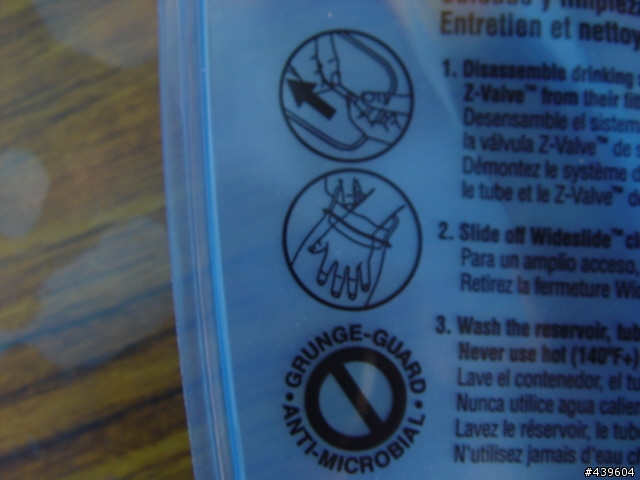 Entretien et nettoy
1. Disassemble drinking
Z-Valve™ from their
Desensamble el sistem
la válvula Z-Valve™ de s
Démontez le système d
le tube et le Z-Valve™ d
2. Slide off Wideslide™ c
Para un amplio acceso,
Retirez la fermeture Wi
3. Wash the reservoir, tu
Never use hot (140°F+)
Lave el contenedor, el t
Nunca utilice agua calie
Lavez le réservoir, le tub
N'utilisez jamais d'eau c
GRUNGE-GUARD
ANTI-MICROBIAL
#439604